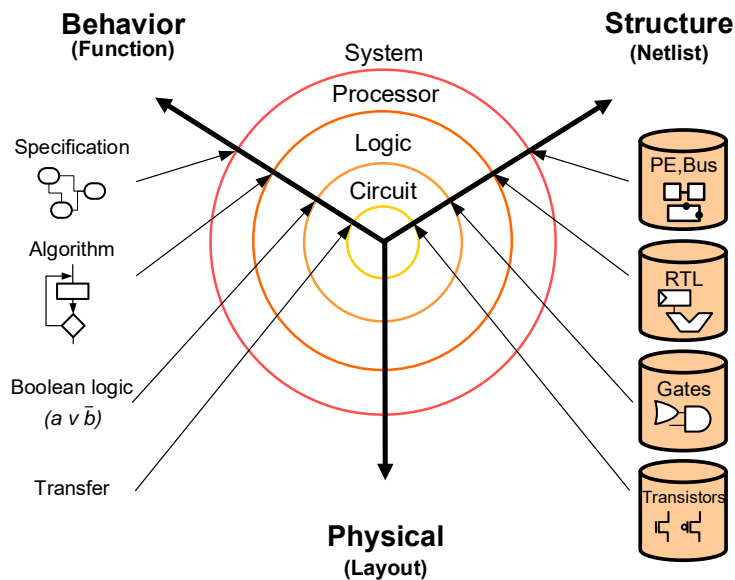 Behavior
(Function)
Structure
(Netlist)
System
Processor
Logic
Circuit
Specification
Algorithm
Boolean logic
(a v b̄)
Transfer
PE,Bus
RTL
Gates
Transistors
Physical
(Layout)